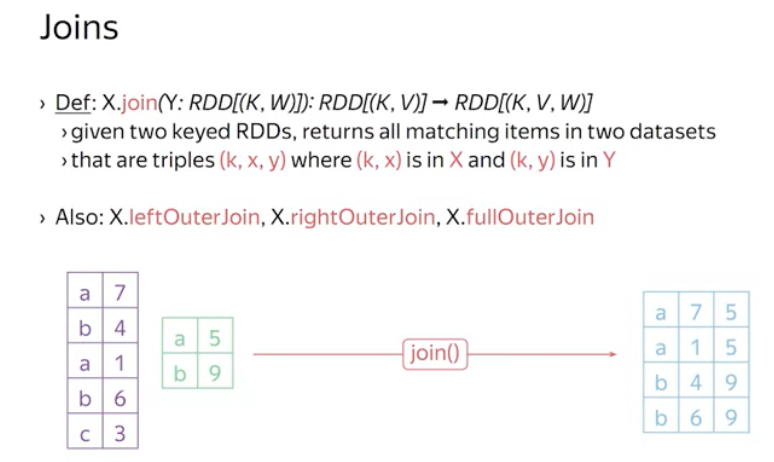 Joins
› Def: X.join(Y: RDD[(K, W)]): RDD[(K, V)] ➞ RDD[(K, V, W)]
› given two keyed RDDs, returns all matching items in two datasets
› that are triples (k, x, y) where (k, x) is in X and (k, y) is in Y
› Also: X.leftOuterJoin, X.rightOuterJoin, X.fullOuterJoin
a 7
b 4
a 1
b 6
c 3
a 5
b 9
join()
a 7 5
a 1 5
b 4 9
b 6 9